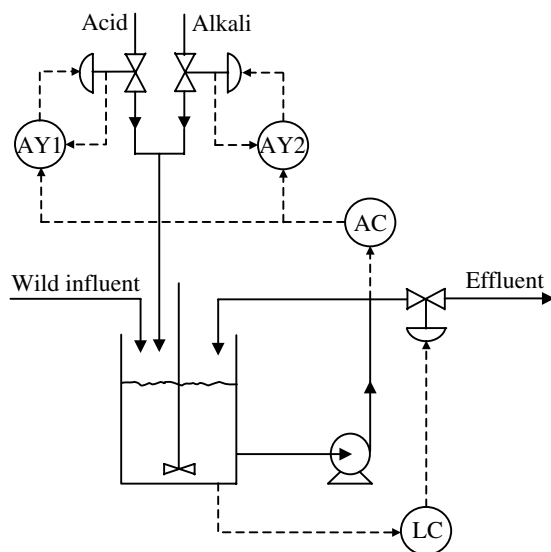 Acid
Alkali
AY1
AY2
AC
Wild influent
Effluent
LC